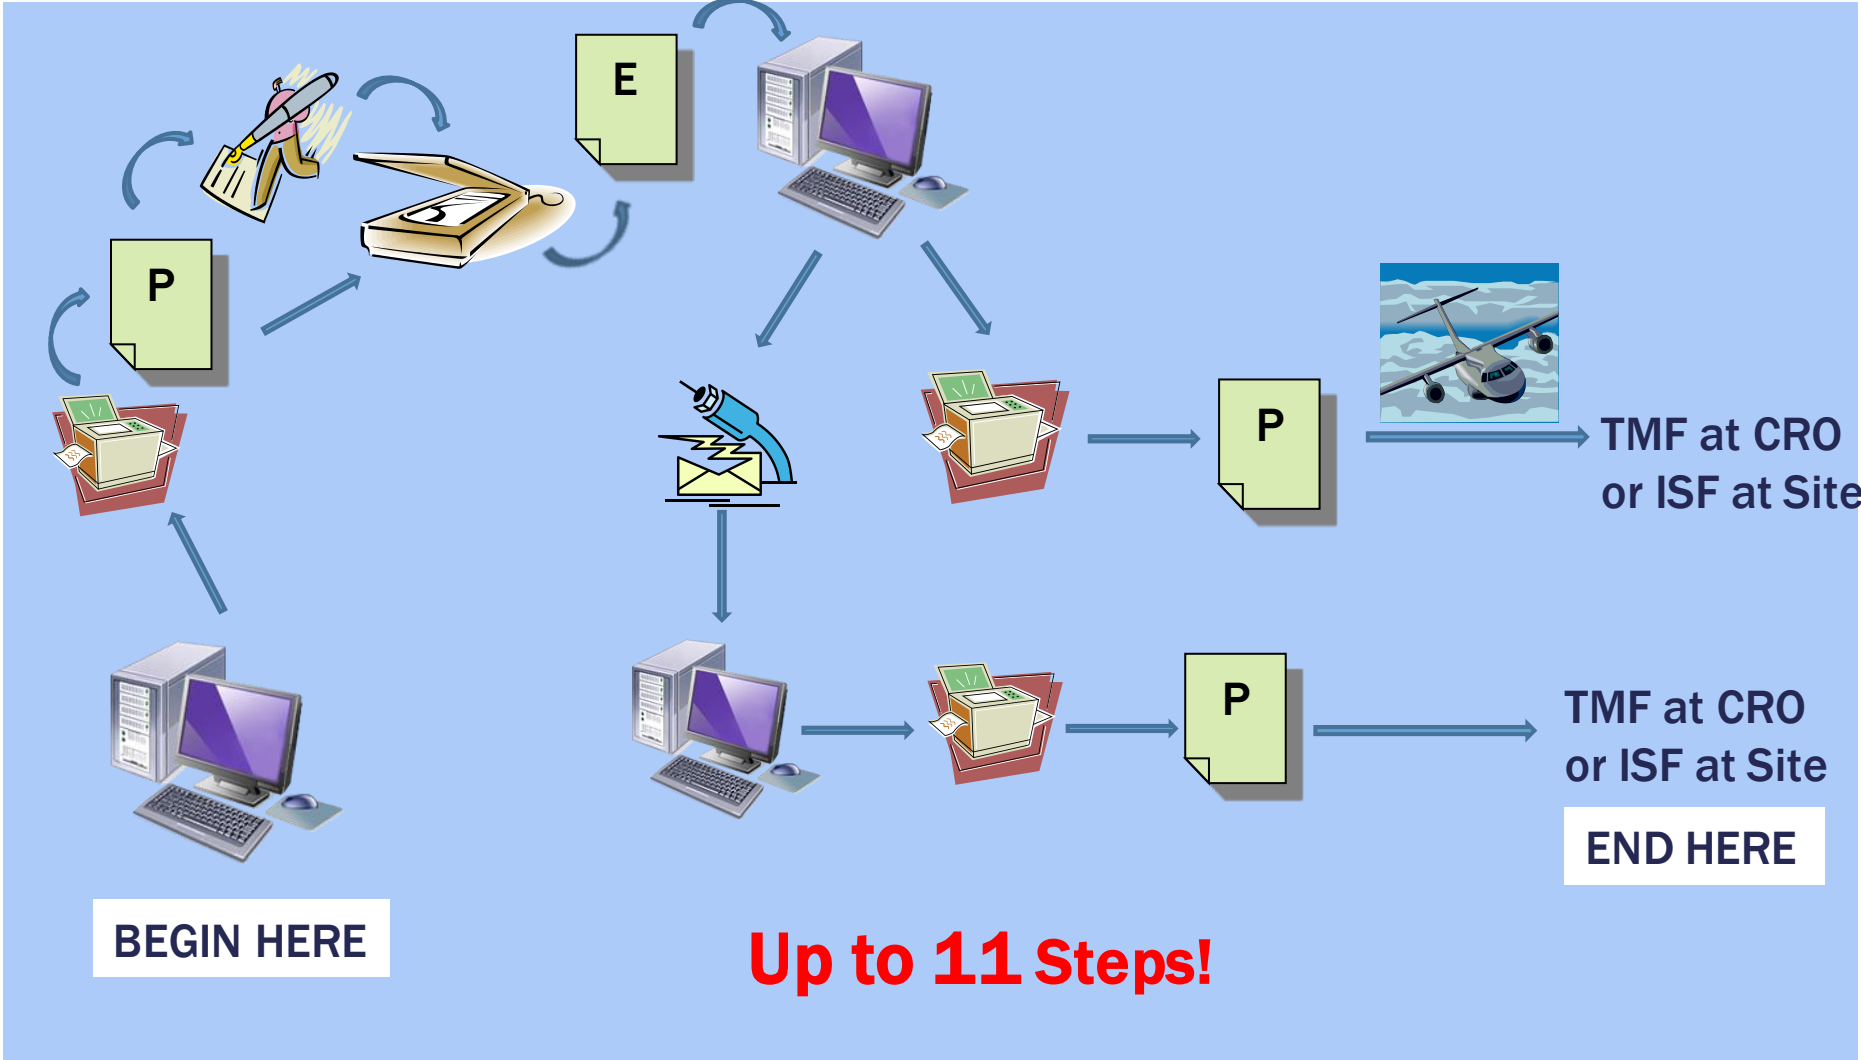 E
P
P
TMF at CRO
or ISF at Site
P
TMF at CRO
or ISF at Site
END HERE
BEGIN HERE
Up to 11 Steps!